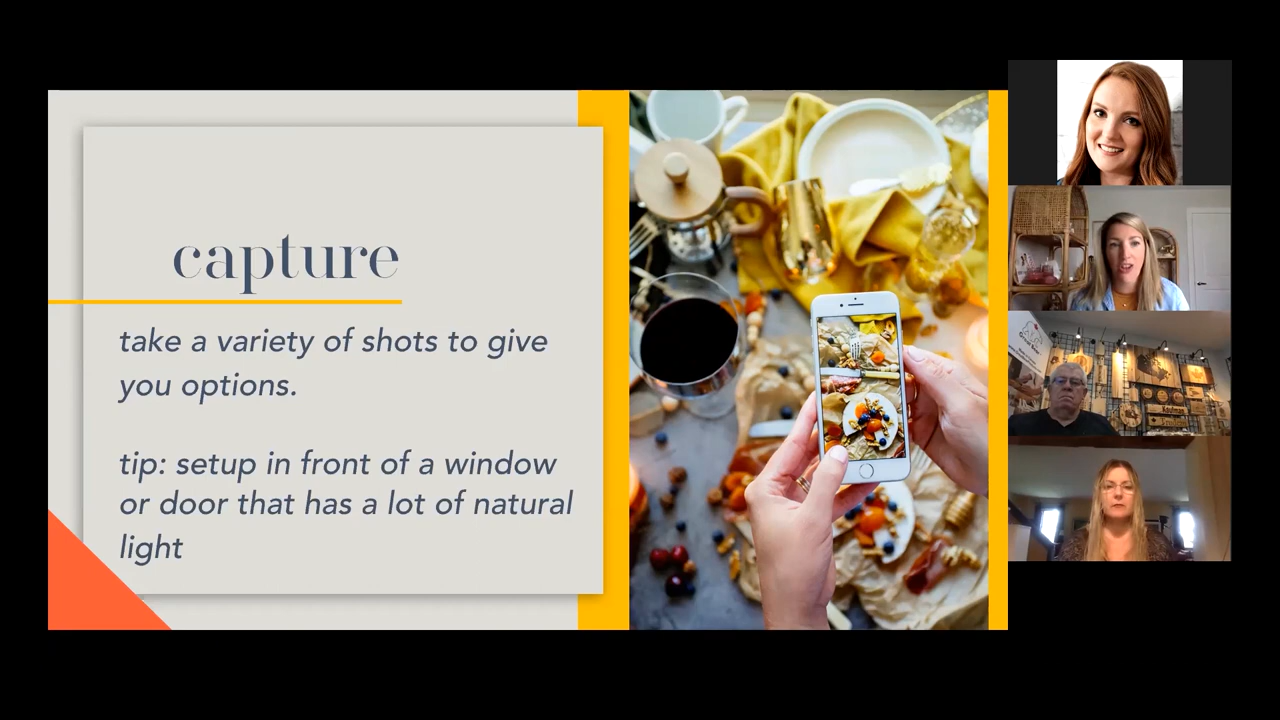 capture
take a variety of shots to give
you options.
tip: setup in front of a window
or door that has a lot of natural
light